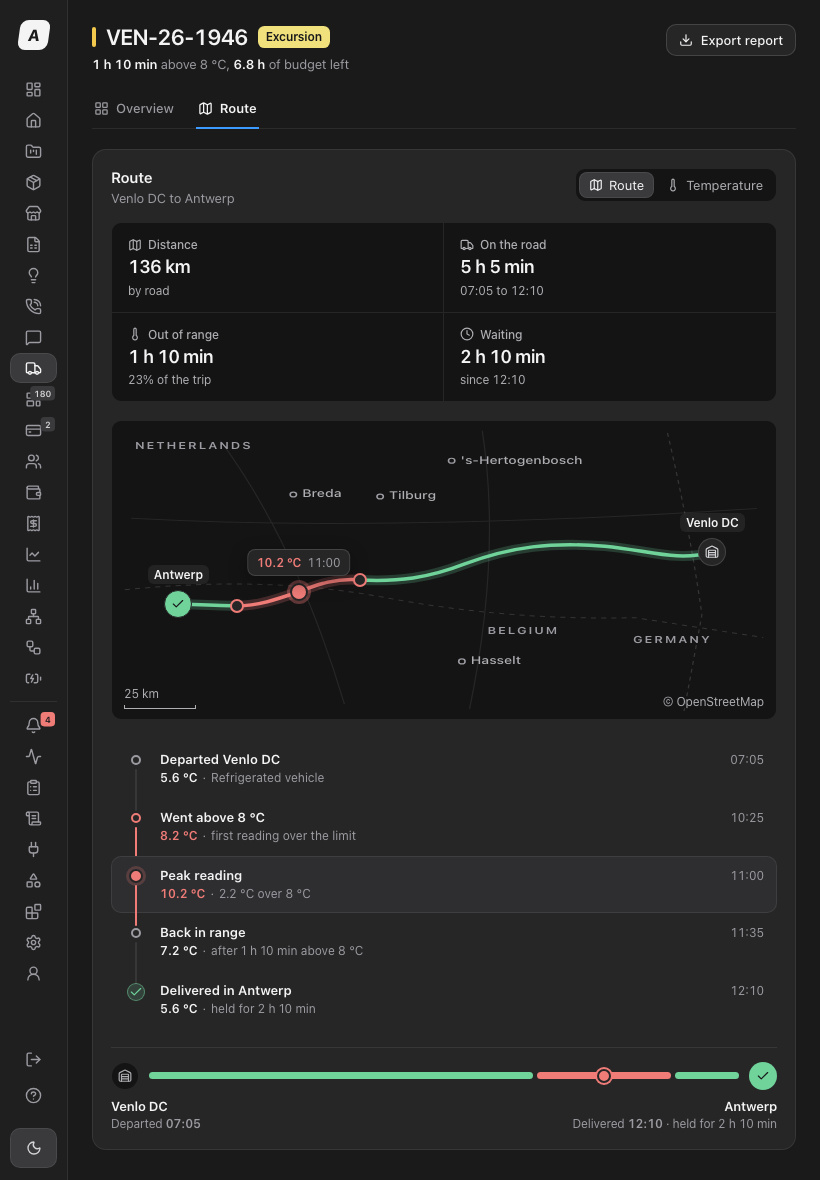 A
VEN-26-1946
Excursion
1 h 10 min above 8 °C, 6.8 h of budget left
Export report
Overview
Route
180
2
4
Route
Venlo DC to Antwerp
Route
Temperature
Distance
136 km
by road
On the road
5 h 5 min
07:05 to 12:10
Out of range
1 h 10 min
23% of the trip
Waiting
2 h 10 min
since 12:10
NETHERLANDS
's-Hertogenbosch
Breda
Tilburg
Venlo DC
10.2 °C 11:00
Antwerp
BELGIUM
GERMANY
Hasselt
25 km
© OpenStreetMap
Departed Venlo DC
07:05
5.6 °C · Refrigerated vehicle
Went above 8 °C
10:25
8.2 °C · first reading over the limit
Peak reading
11:00
10.2 °C · 2.2 °C over 8 °C
Back in range
11:35
7.2 °C · after 1 h 10 min above 8 °C
Delivered in Antwerp
12:10
5.6 °C · held for 2 h 10 min
Venlo DC
Departed 07:05
Antwerp
Delivered 12:10 · held for 2 h 10 min